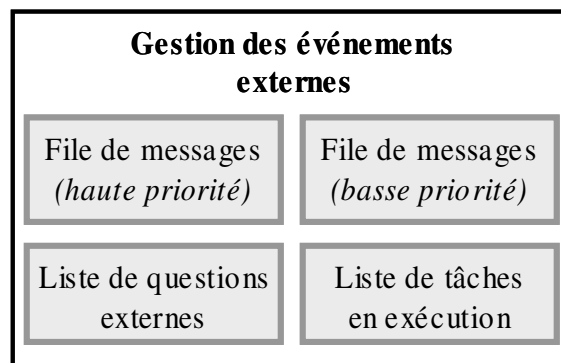 Gestion des événements
externes
File de messages
(haute priorité)
File de messages
(basse priorité)
Liste de questions
externes
Liste de tâches
en exécution